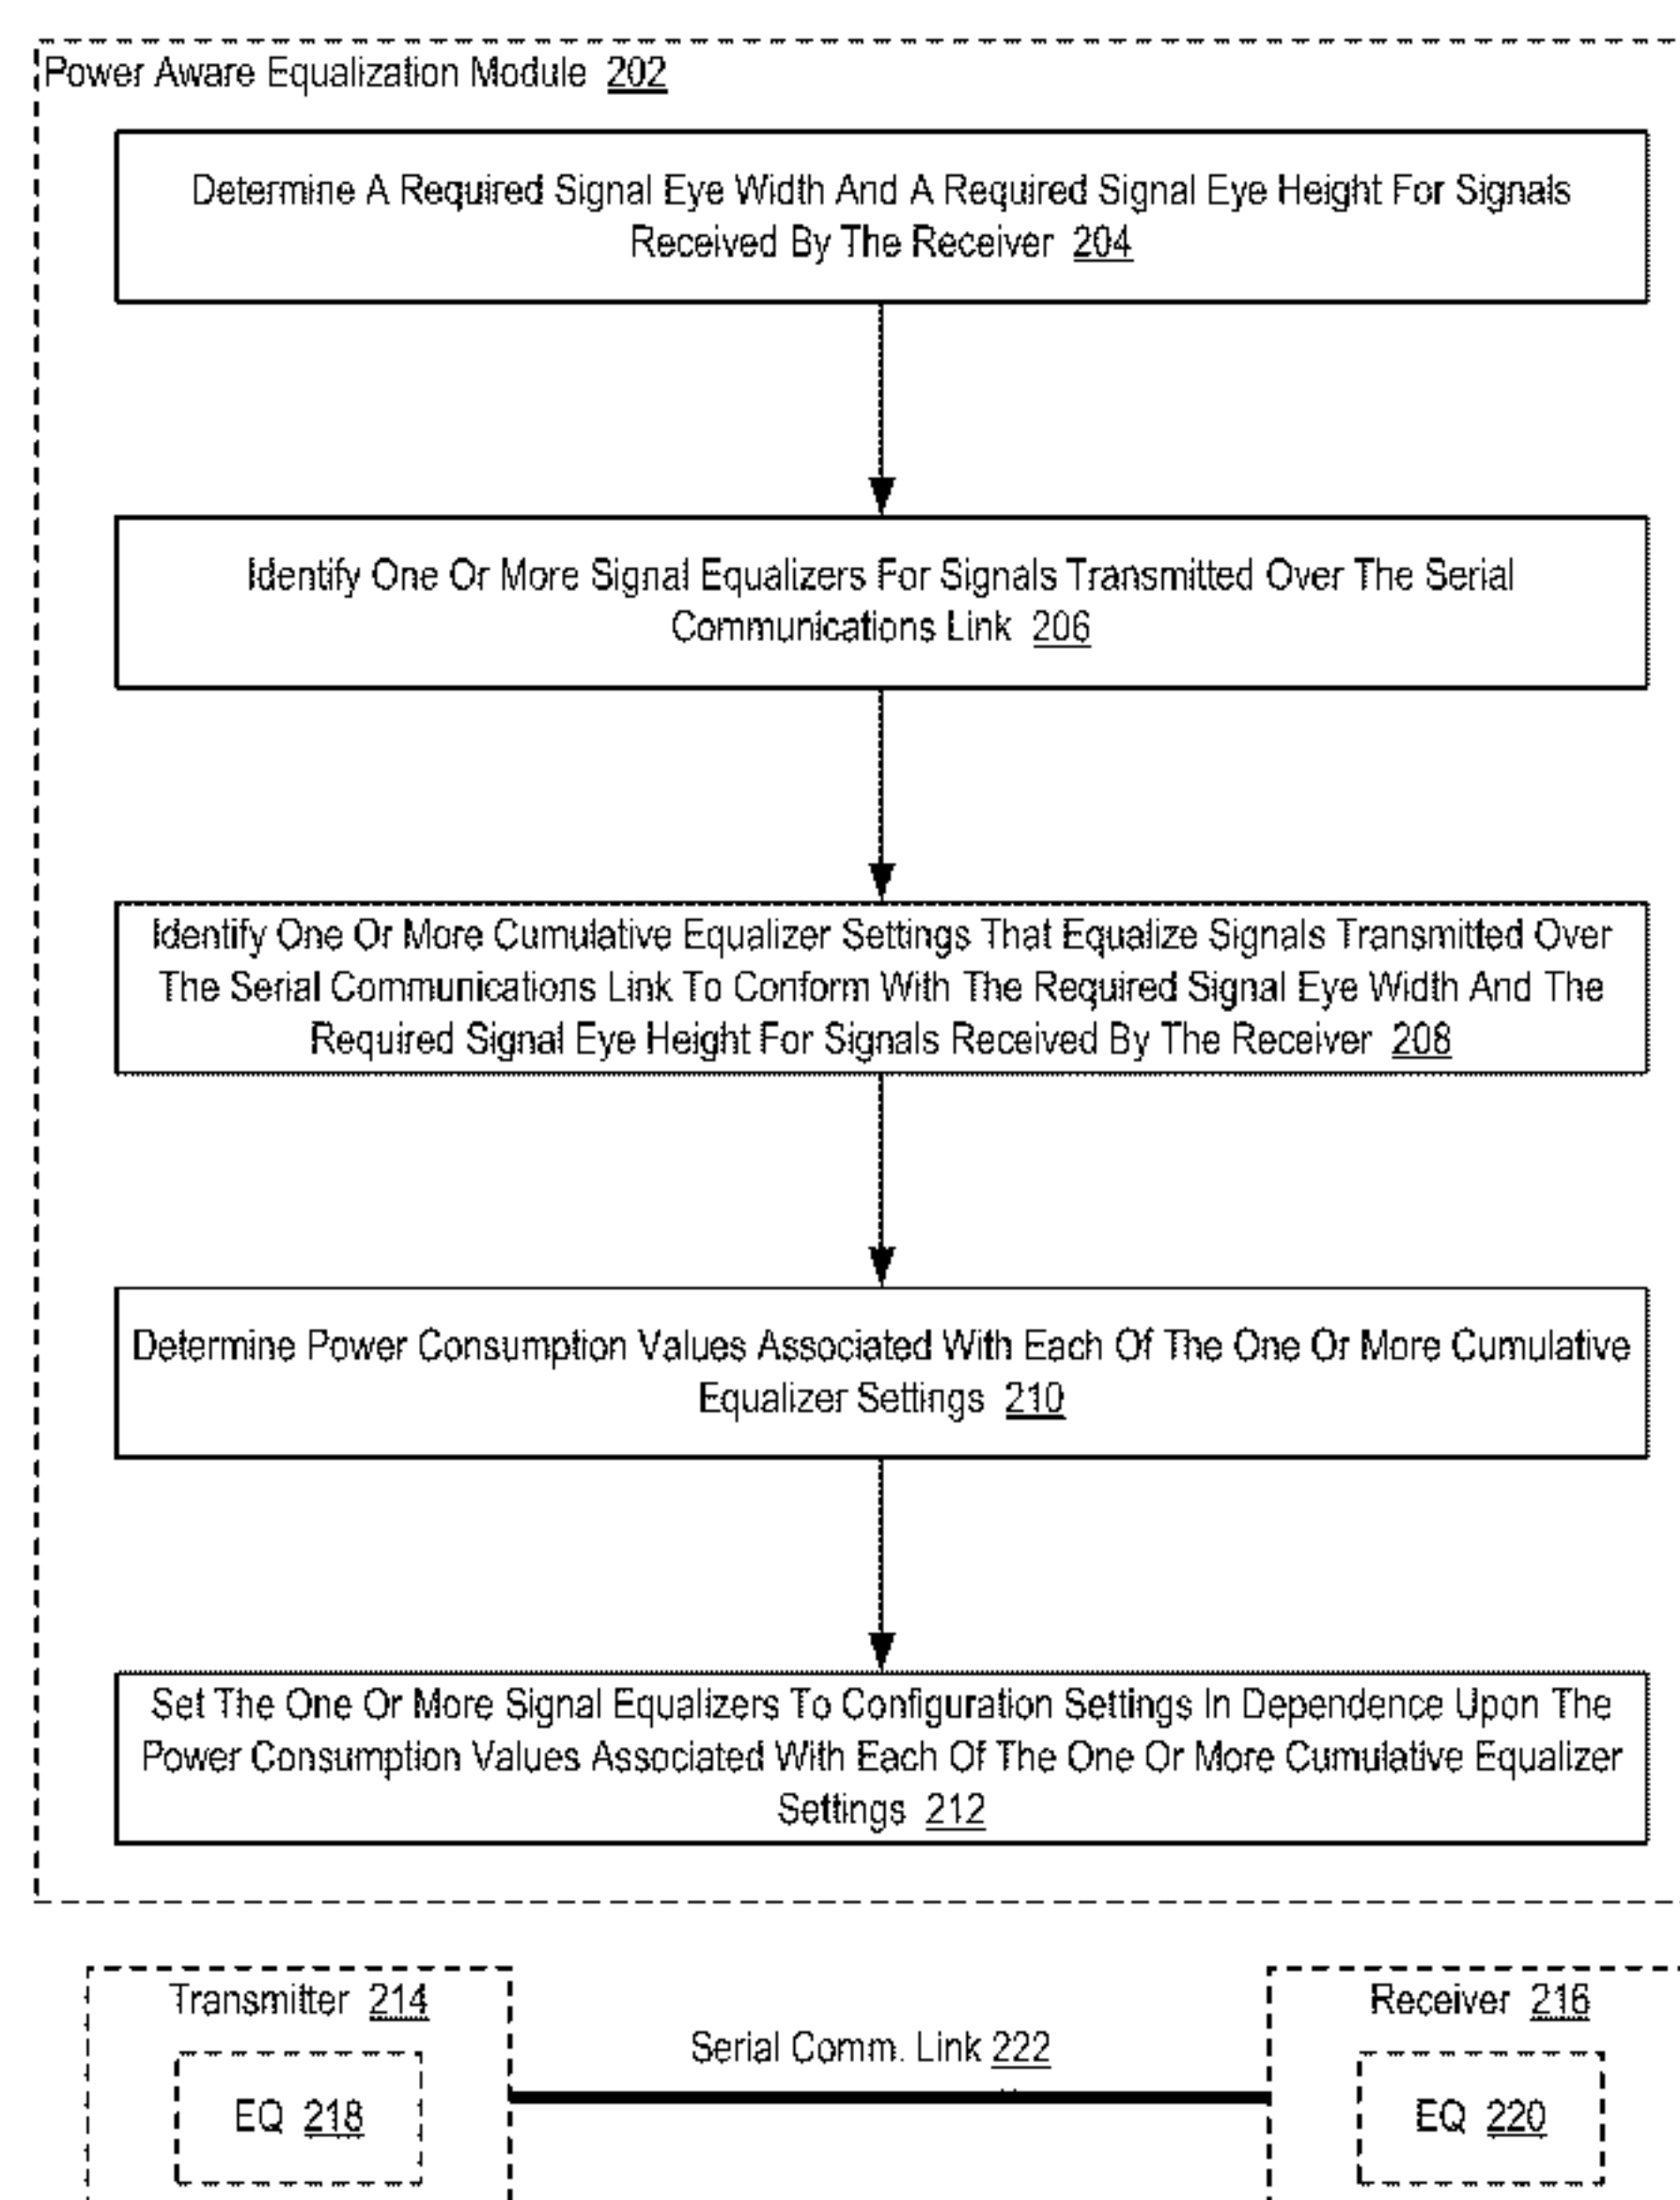 Power Aware Equalization Module 202
Determine A Required Signal Eye Width And A Required Signal Eye Height For Signals
Received By The Receiver 204
Identify One Or More Signal Equalizers For Signals Transmitted Over The Serial
Communications Link 206
Identify One Or More Cumulative Equalizer Settings That Equalize Signals Transmitted Over
The Serial Communications Link To Conform With The Required Signal Eye Width And The
Required Signal Eye Height For Signals Received By The Receiver 208
Determine Power Consumption Values Associated With Each Of The One Or More Cumulative
Equalizer Settings 210
Set The One Or More Signal Equalizers To Configuration Settings In Dependence Upon The
Power Consumption Values Associated With Each Of The One Or More Cumulative Equalizer
Settings 212
Transmitter 214
EQ 218
Serial Comm. Link 222
Receiver 216
EQ 220